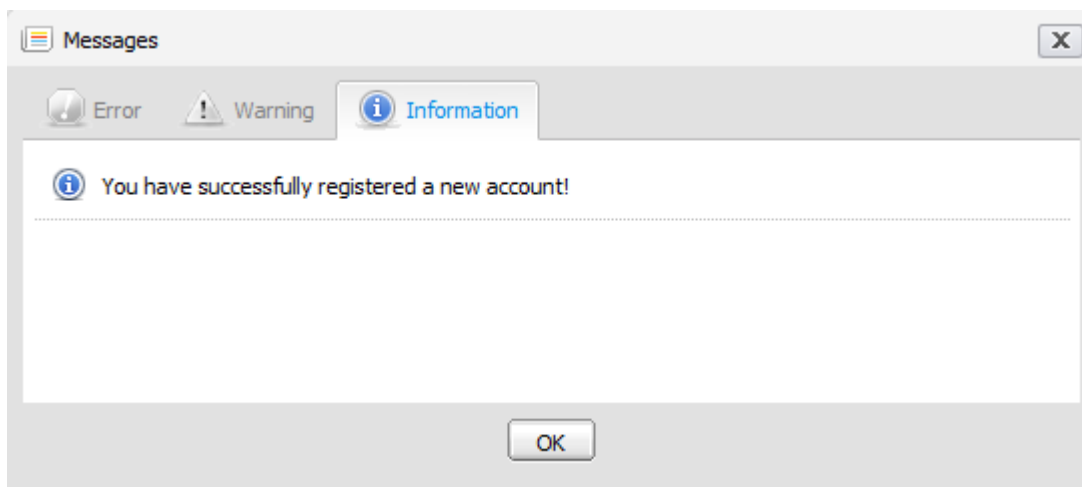 Messages
X
Error Warning Information
You have successfully registered a new account!
OK